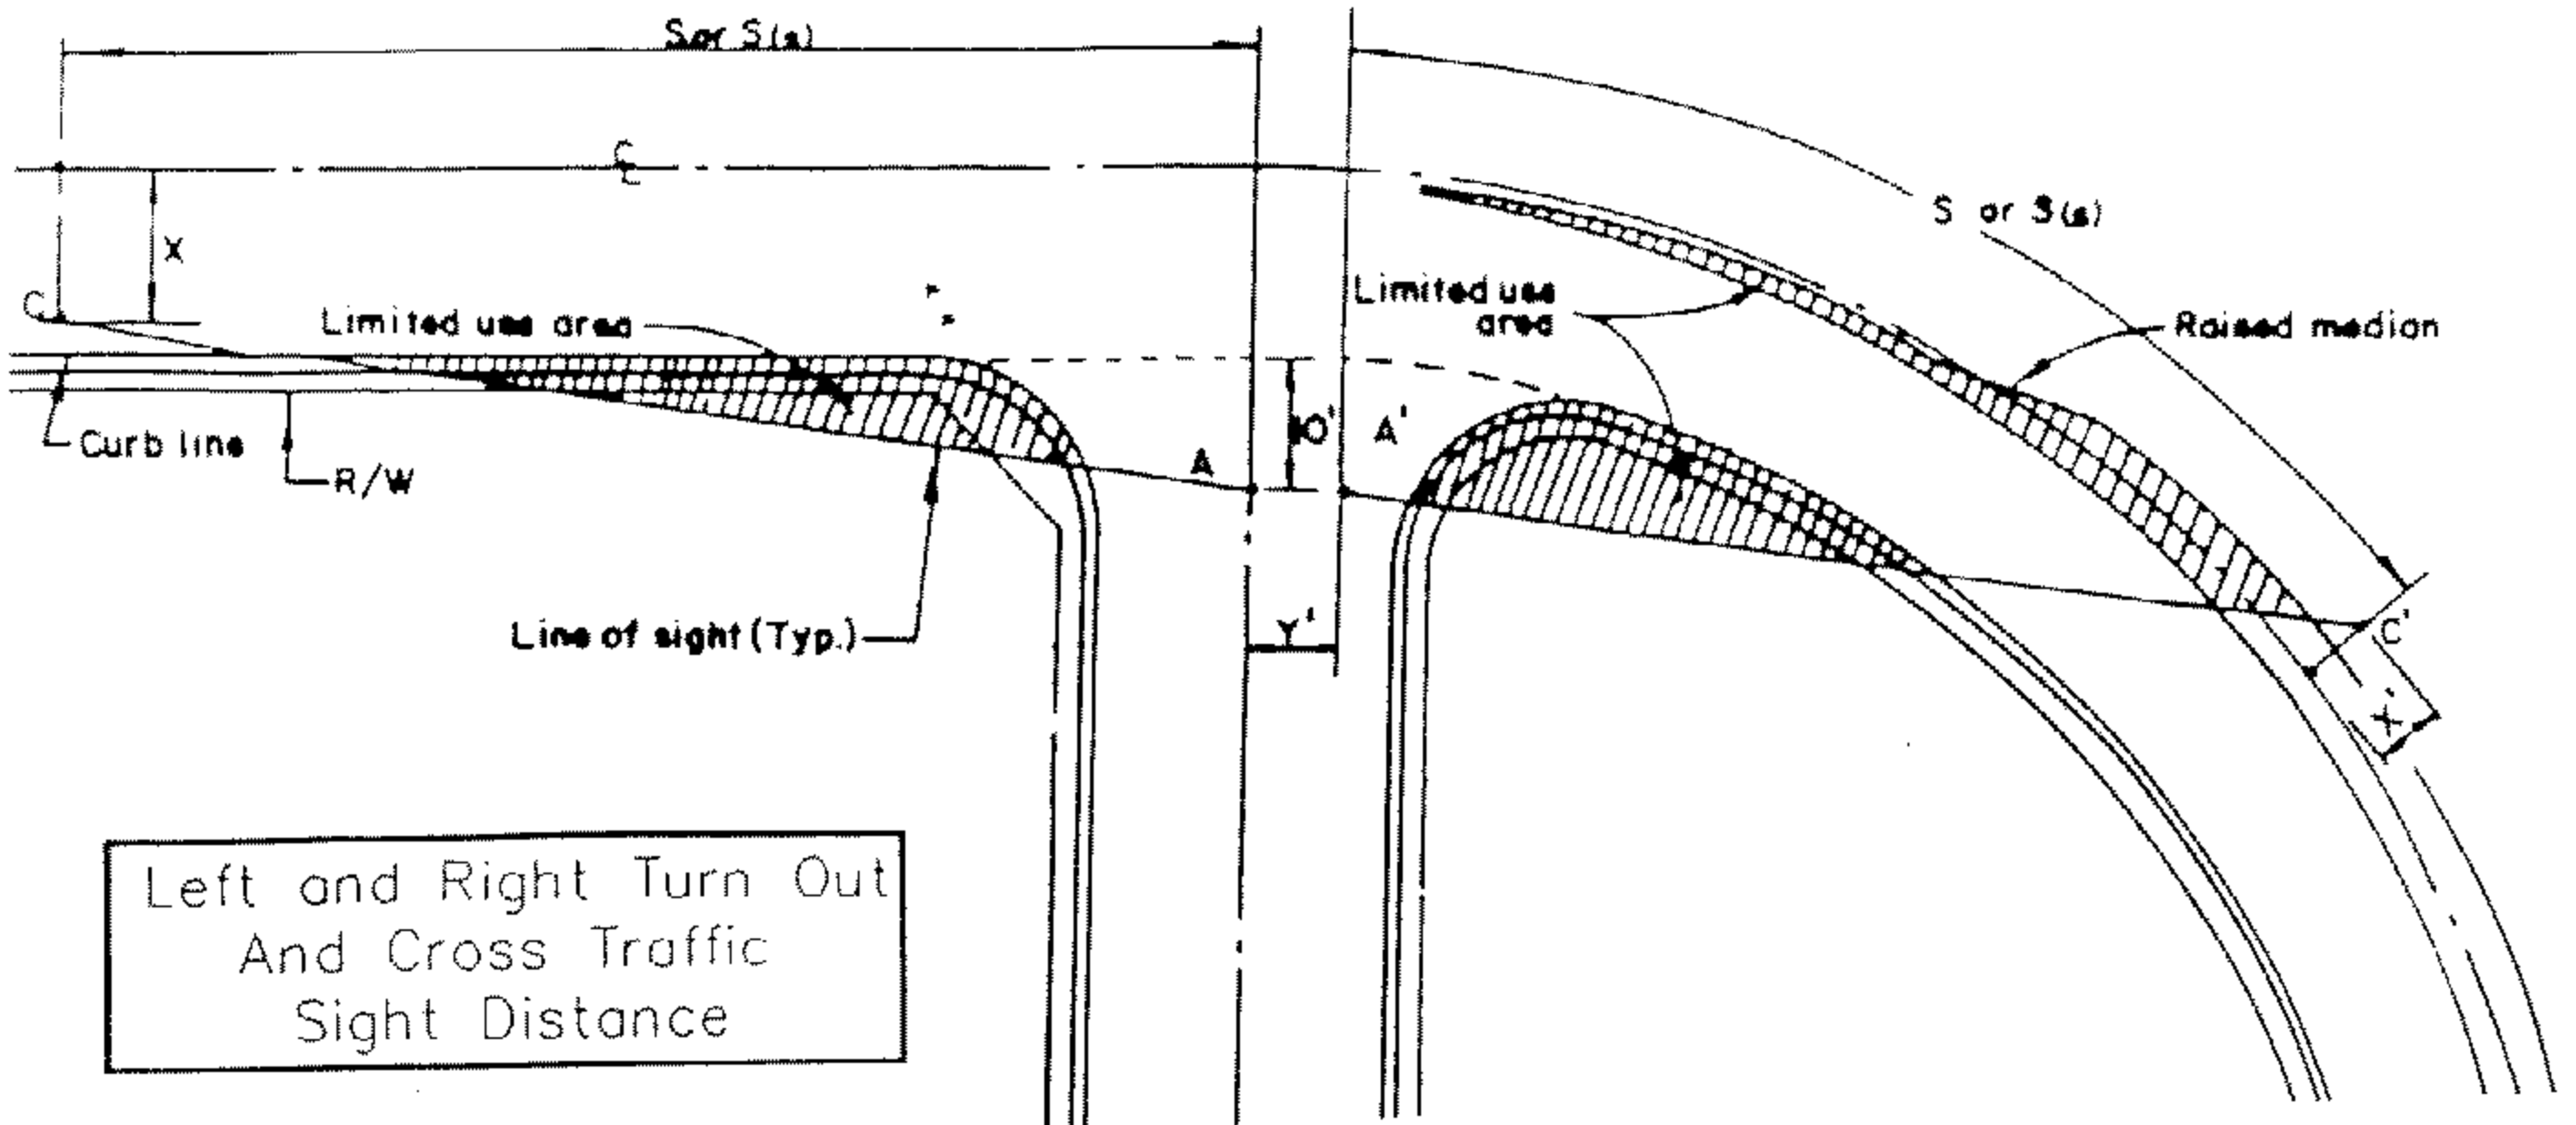 S or S(s)
S or S(s)
X
C
Limited use area
Limited use
area
Raised median
Curb line
R/W
A
10'
A'
Line of sight (Typ.)
Y'
C'
X
Left and Right Turn Out
And Cross Traffic
Sight Distance